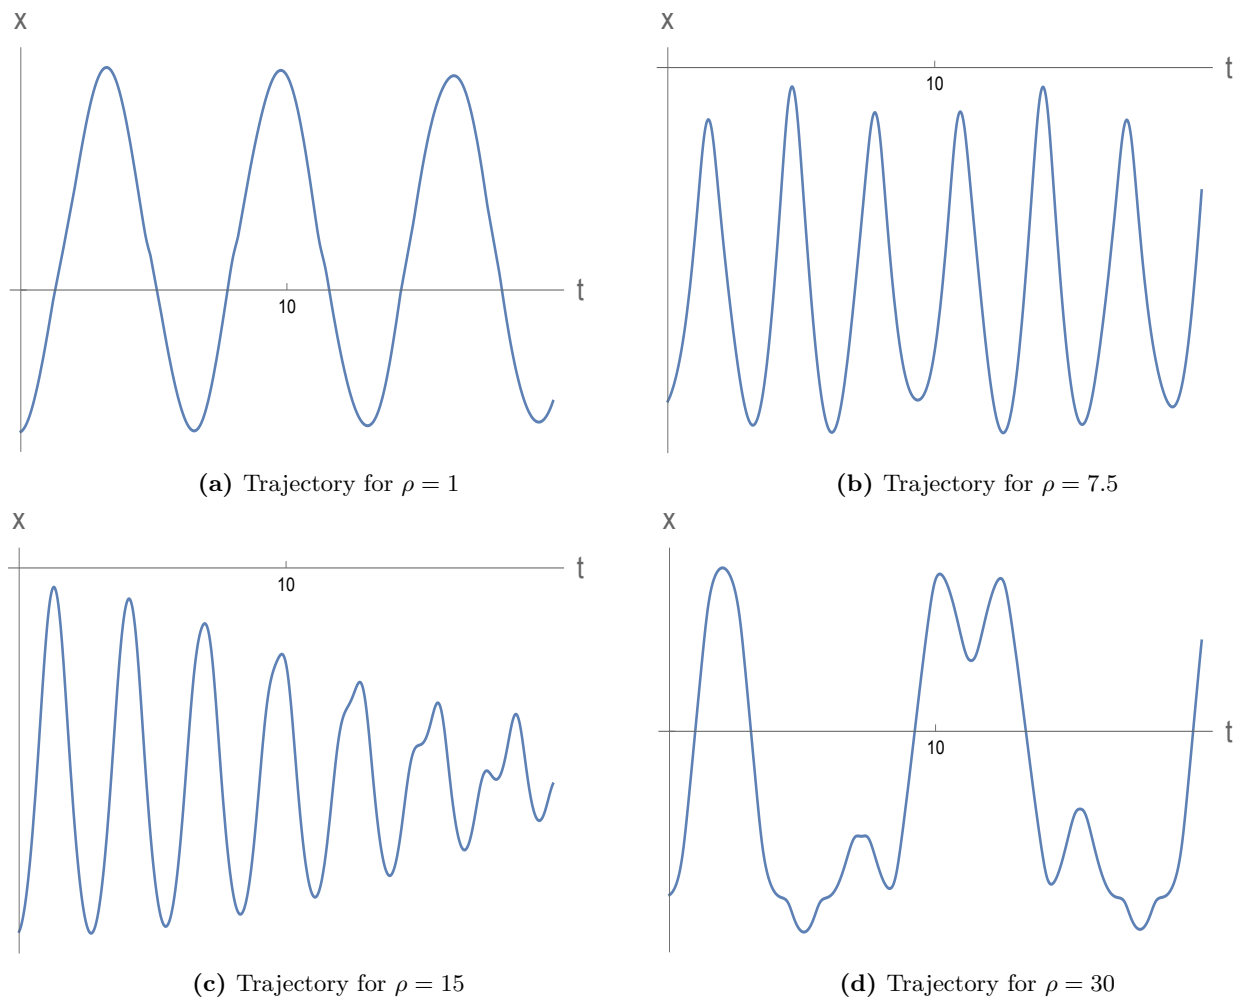 x
t
10
(a) Trajectory for ρ = 1
x
t
10
(b) Trajectory for ρ = 7.5
x
t
10
(c) Trajectory for ρ = 15
x
t
10
(d) Trajectory for ρ = 30